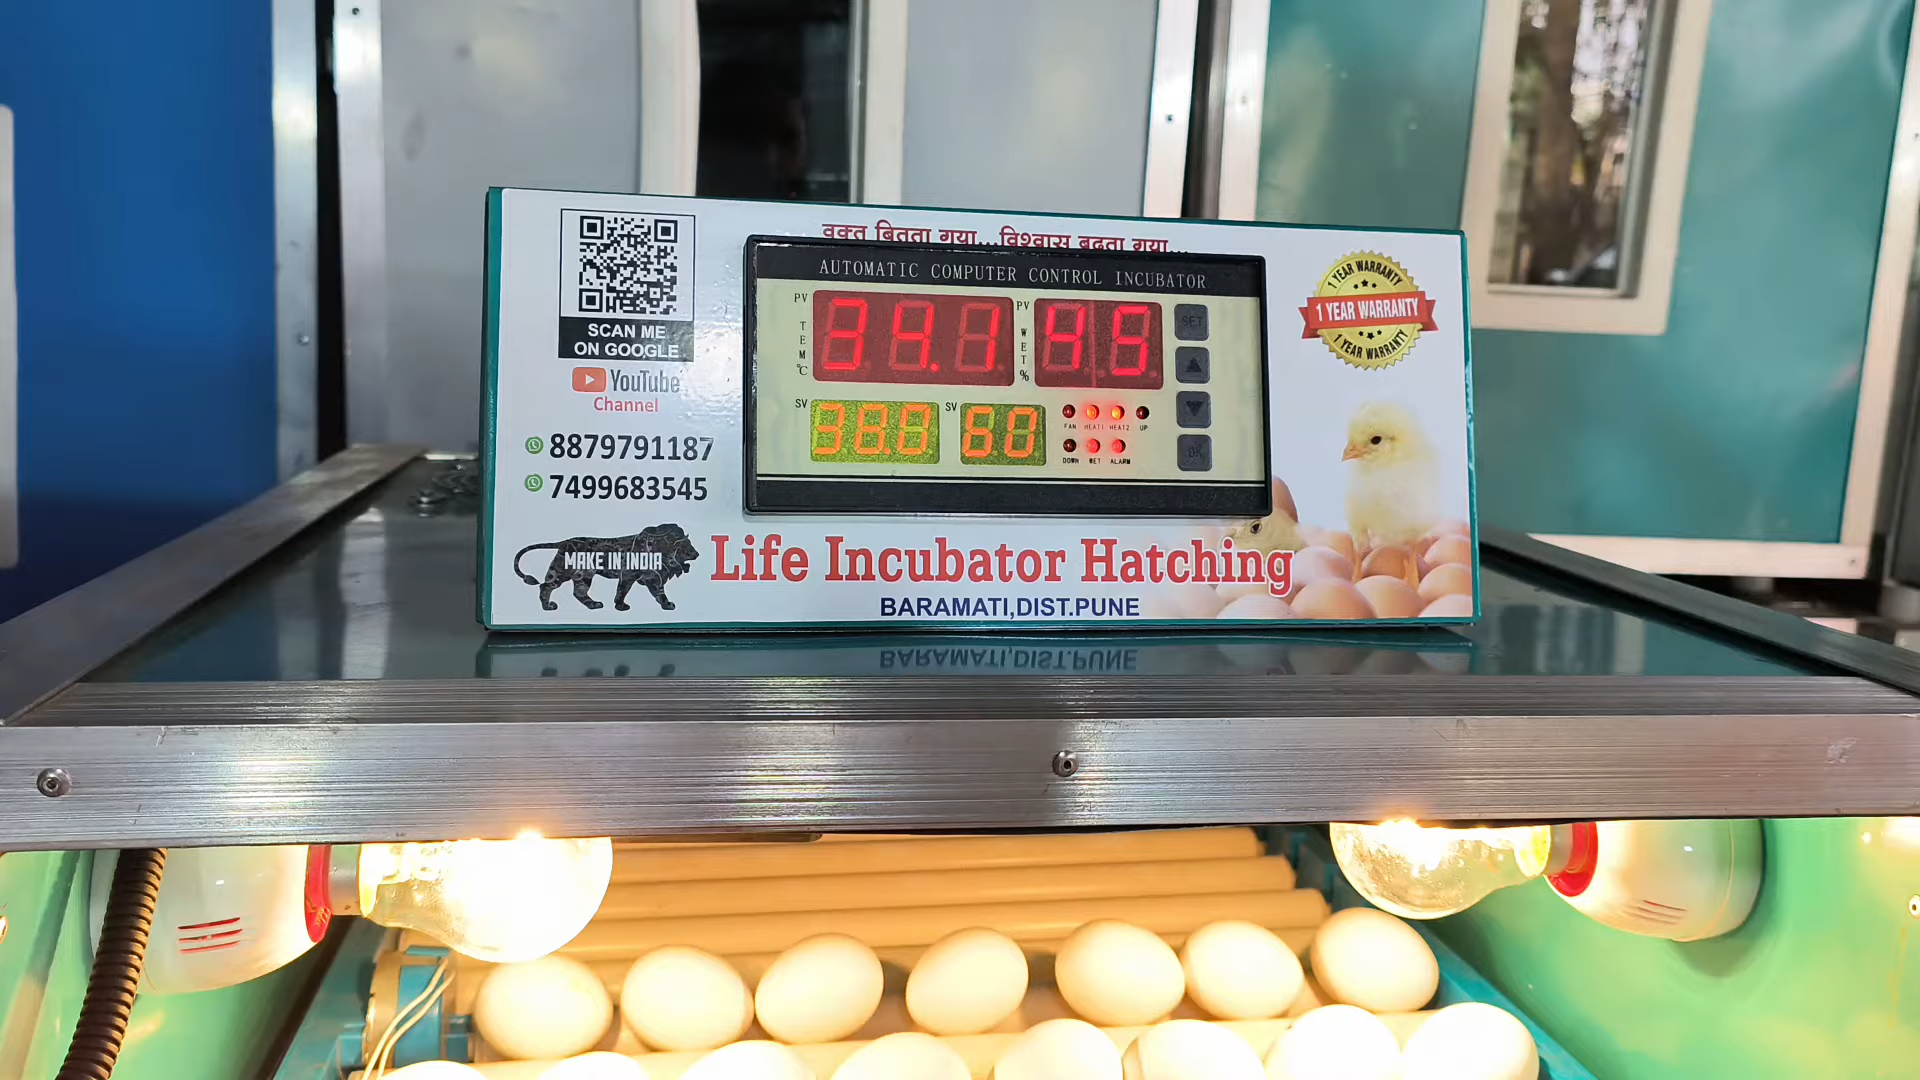 वक्त बितता गया...विश्वास बढता गया...
SCAN ME
ON GOOGLE
YouTube
Channel
8879791187
7499683545
MAKE IN INDIA
AUTOMATIC COMPUTER CONTROL INCUBATOR
PV TEMC °C
34.1
PV WET %
45
SET
SV
38.0
SV
60
FAN HEAT1 HEAT2 UP
DOWN WET ALARM
OK
1 YEAR WARRANTY
1 YEAR WARRANTY
1 YEAR WARRANTY
Life Incubator Hatching
BARAMATI,DIST.PUNE